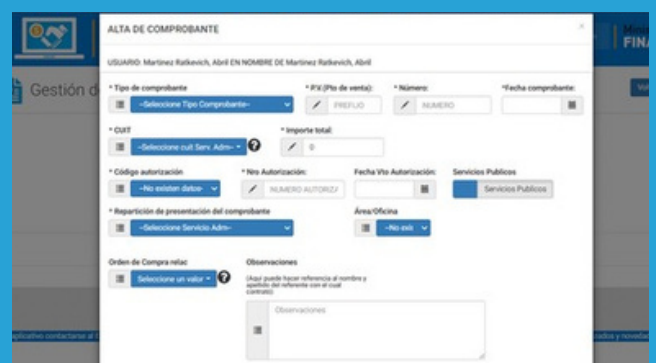 ALTA DE COMPROBANTE
×
USUARIO: Martinez Ratkevich, Abril EN NOMBRE DE Martinez Ratkevich, Abril
Gestión d
* Tipo de comprobante * P.V.(Pto de venta): * Número: *Fecha comprobante:
--Seleccione Tipo Comprobante-- PREFIJO NUMERO
* CUIT * Importe total:
--Seleccione cuit Serv. Adm-- ? 0
* Código autorización * Nro Autorización: Fecha Vto Autorización: Servicios Publicos
--No existen datos- NUMERO AUTORIZA Servicios Publicos
* Repartición de presentación del comprobante Área/Oficina
--Seleccione Servicio Adm-- --No exis
Orden de Compra relac Observaciones
Seleccione un valor ? (Aqui puede hacer referencia al nombre y
apellido del referente con el cual
contrató)
Observaciones
FIN